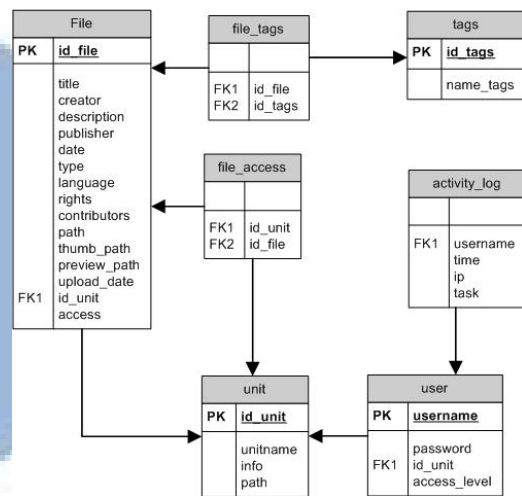 File
PK id_file
title
creator
description
publisher
date
type
language
rights
contributors
path
thumb_path
preview_path
upload_date
FK1 id_unit
access
file_tags
FK1 id_file
FK2 id_tags
tags
PK id_tags
name_tags
file_access
FK1 id_unit
FK2 id_file
activity_log
FK1 username
time
ip
task
unit
PK id_unit
unitname
info
path
user
PK username
password
FK1 id_unit
access_level